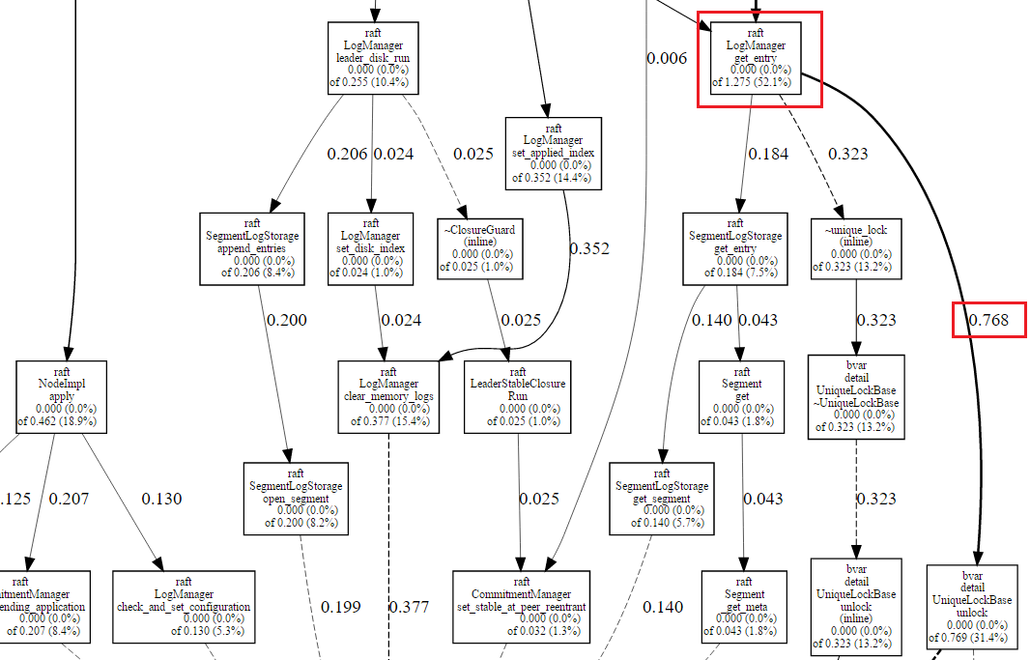 raft
LogManager
leader_disk_run
0.000 (0.0%)
of 0.255 (10.4%)
raft
LogManager
get_entry
0.000 (0.0%)
of 1.275 (52.1%)
0.006
raft
LogManager
set_applied_index
0.000 (0.0%)
of 0.352 (14.4%)
0.206
0.024
0.025
0.184
0.323
raft
SegmentLogStorage
append_entries
0.000 (0.0%)
of 0.206 (8.4%)
raft
LogManager
set_disk_index
0.000 (0.0%)
of 0.024 (1.0%)
~ClosureGuard
(inline)
0.000 (0.0%)
of 0.025 (1.0%)
0.352
raft
SegmentLogStorage
get_entry
0.000 (0.0%)
of 0.184 (7.5%)
~unique_lock
(inline)
0.000 (0.0%)
of 0.323 (13.2%)
0.200
0.024
0.025
0.140
0.043
0.323
0.768
raft
NodeImpl
apply
0.000 (0.0%)
of 0.462 (18.9%)
raft
LogManager
clear_memory_logs
0.000 (0.0%)
of 0.377 (15.4%)
raft
LeaderStableClosure
Run
0.000 (0.0%)
of 0.025 (1.0%)
raft
Segment
get
0.000 (0.0%)
of 0.043 (1.8%)
bvar
detail
UniqueLockBase
~UniqueLockBase
0.000 (0.0%)
of 0.323 (13.2%)
.125
0.207
0.130
raft
SegmentLogStorage
open_segment
0.000 (0.0%)
of 0.200 (8.2%)
0.025
raft
SegmentLogStorage
get_segment
0.000 (0.0%)
of 0.140 (5.7%)
0.043
0.323
raft
itmentManager
ending_application
0.000 (0.0%)
of 0.207 (8.4%)
raft
LogManager
check_and_set_configuration
0.000 (0.0%)
of 0.130 (5.3%)
0.199
0.377
raft
CommitmentManager
set_stable_at_peer_reentrant
0.000 (0.0%)
of 0.032 (1.3%)
0.140
raft
Segment
_get_meta
0.000 (0.0%)
of 0.043 (1.8%)
bvar
detail
UniqueLockBase
unlock
(inline)
0.000 (0.0%)
of 0.323 (13.2%)
bvar
detail
UniqueLockBase
unlock
0.000 (0.0%)
of 0.769 (31.4%)